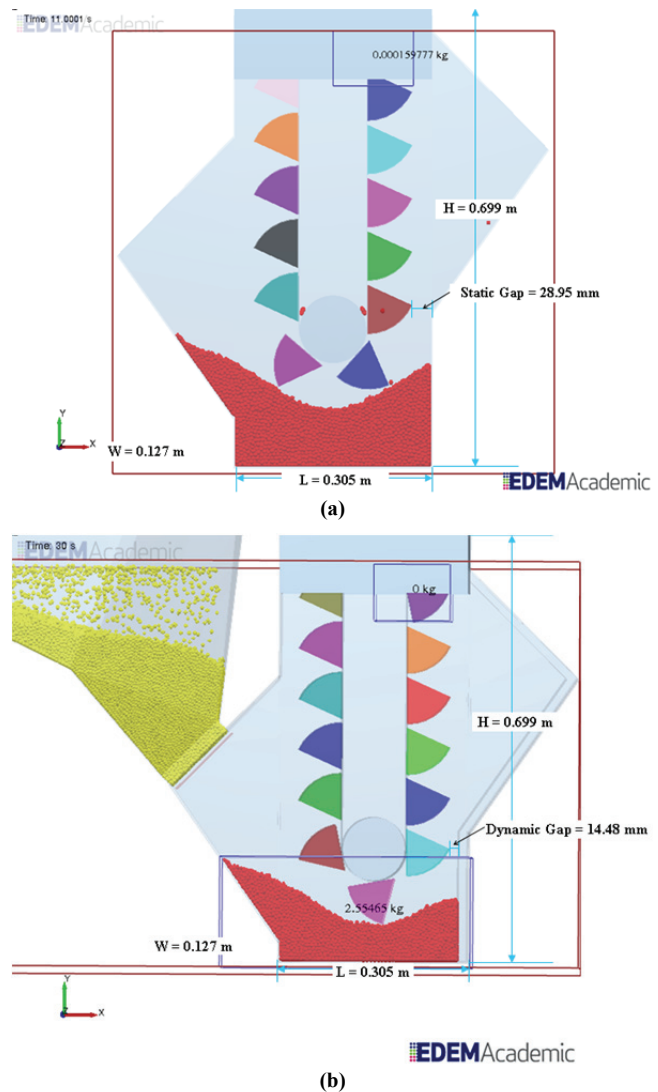 Time: 11.0001 s
EDEMAcademic
0.000159777 kg
H = 0.699 m
Static Gap = 28.95 mm
Y
Z
X
W = 0.127 m
L = 0.305 m
EDEMAcademic
(a)
Time: 30 s
EDEMAcademic
0 kg
H = 0.699 m
Dynamic Gap = 14.48 mm
2.55465 kg
W = 0.127 m
L = 0.305 m
Y
Z
X
EDEMAcademic
(b)